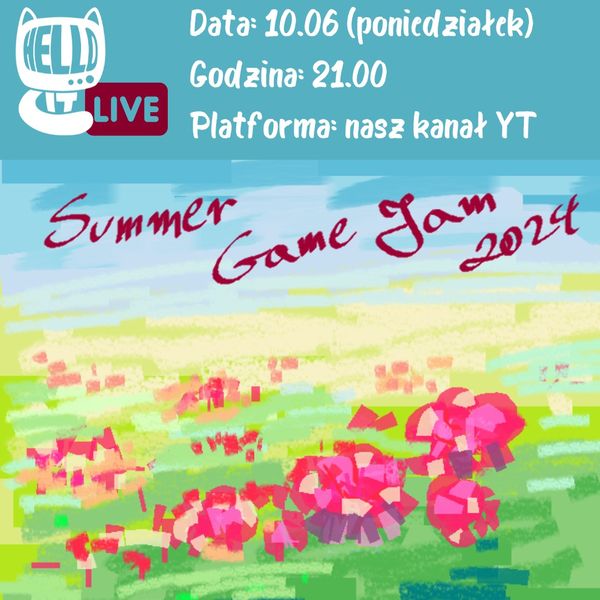 HELLO
IT
LIVE
Data: 10.06 (poniedziałek)
Godzina: 21.00
Platforma: nasz kanał YT
Summer
Game Jam
2024